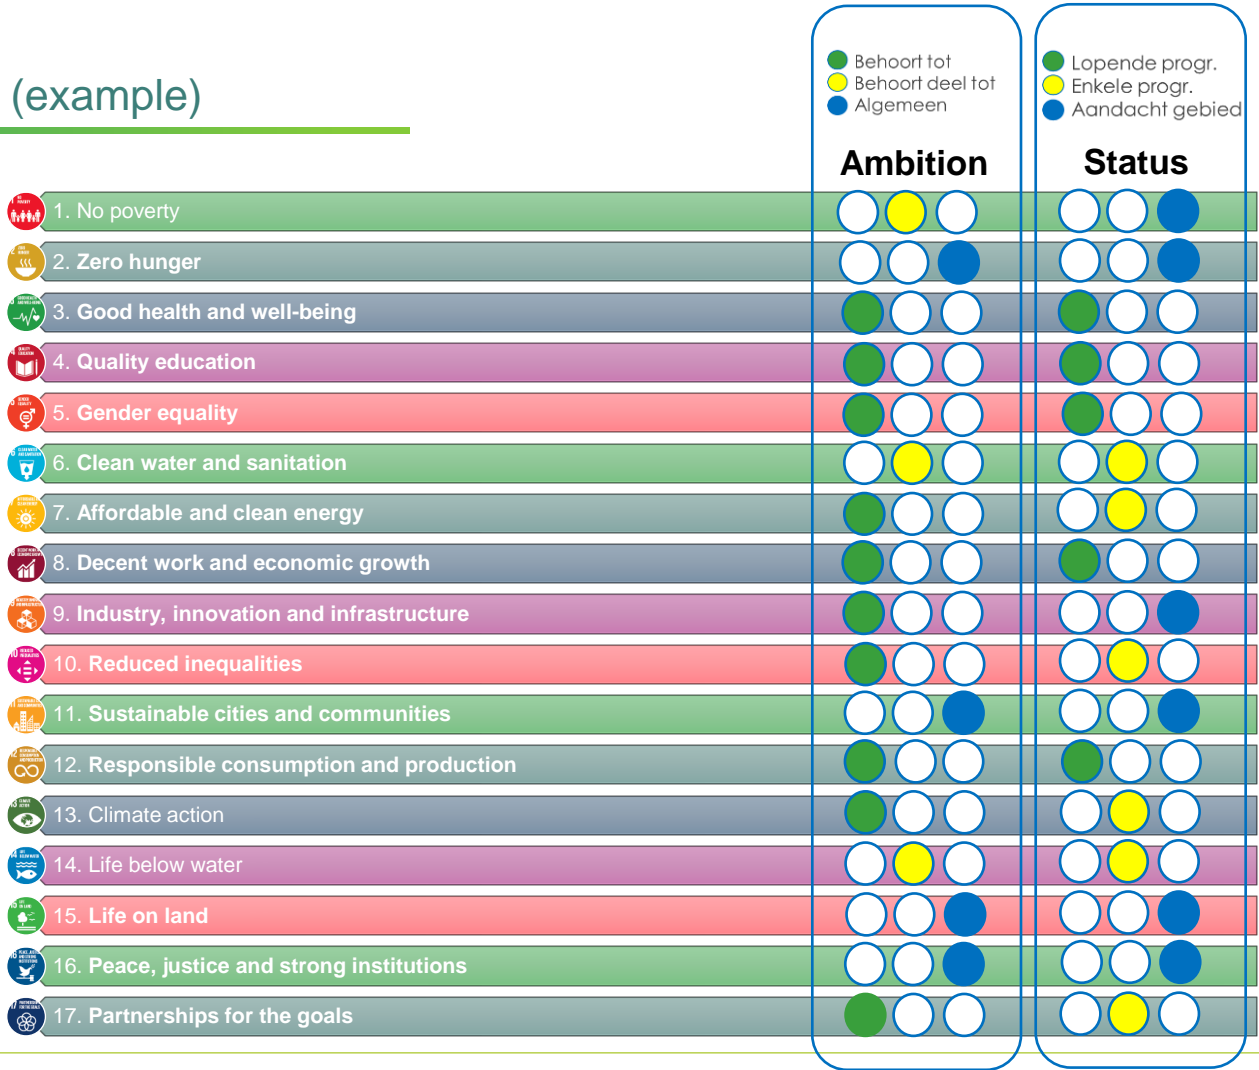 (example)
Behoort tot
Behoort deel tot
Algemeen
Lopende progr.
Enkele progr.
Aandacht gebied
Ambition
Status
1. No poverty
2. Zero hunger
3. Good health and well-being
4. Quality education
5. Gender equality
6. Clean water and sanitation
7. Affordable and clean energy
8. Decent work and economic growth
9. Industry, innovation and infrastructure
10. Reduced inequalities
11. Sustainable cities and communities
12. Responsible consumption and production
13. Climate action
14. Life below water
15. Life on land
16. Peace, justice and strong institutions
17. Partnerships for the goals